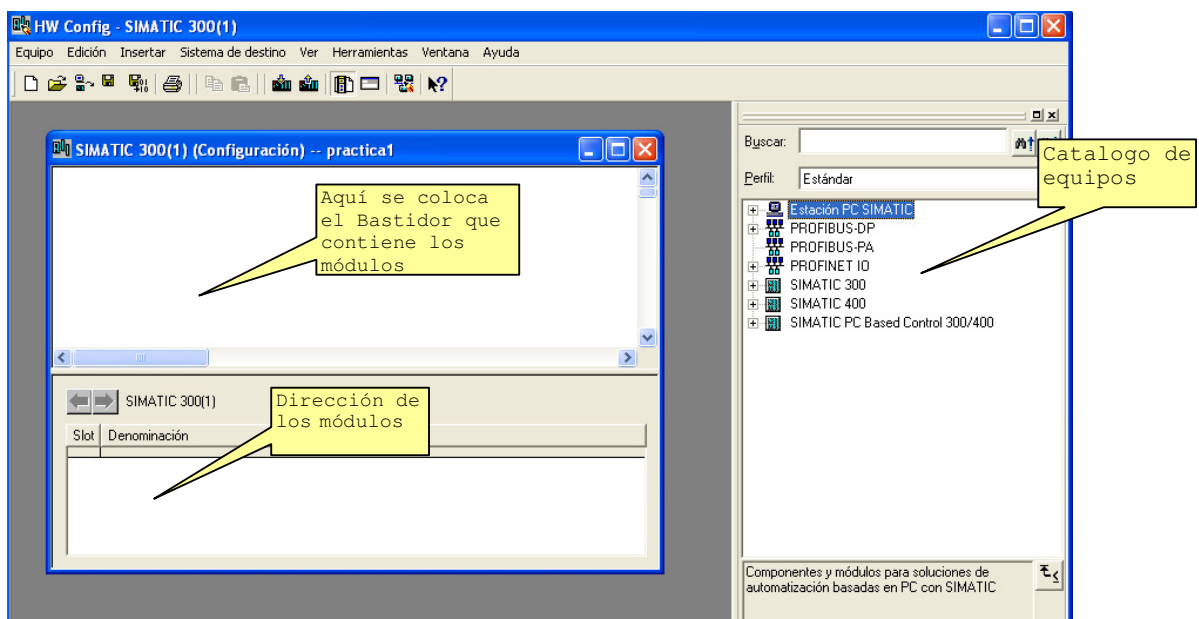 HW Config - SIMATIC 300(1)
Equipo Edición Insertar Sistema de destino Ver Herramientas Ventana Ayuda
SIMATIC 300(1) (Configuración) -- practica1
Aquí se coloca
el Bastidor que
contiene los
módulos
SIMATIC 300(1)
Dirección de
los módulos
Slot Denominación
Buscar:
Perfil: Estándar
Catalogo de
equipos
Estación PC SIMATIC
PROFIBUS-DP
PROFIBUS-PA
PROFINET IO
SIMATIC 300
SIMATIC 400
SIMATIC PC Based Control 300/400
Componentes y módulos para soluciones de
automatización basadas en PC con SIMATIC